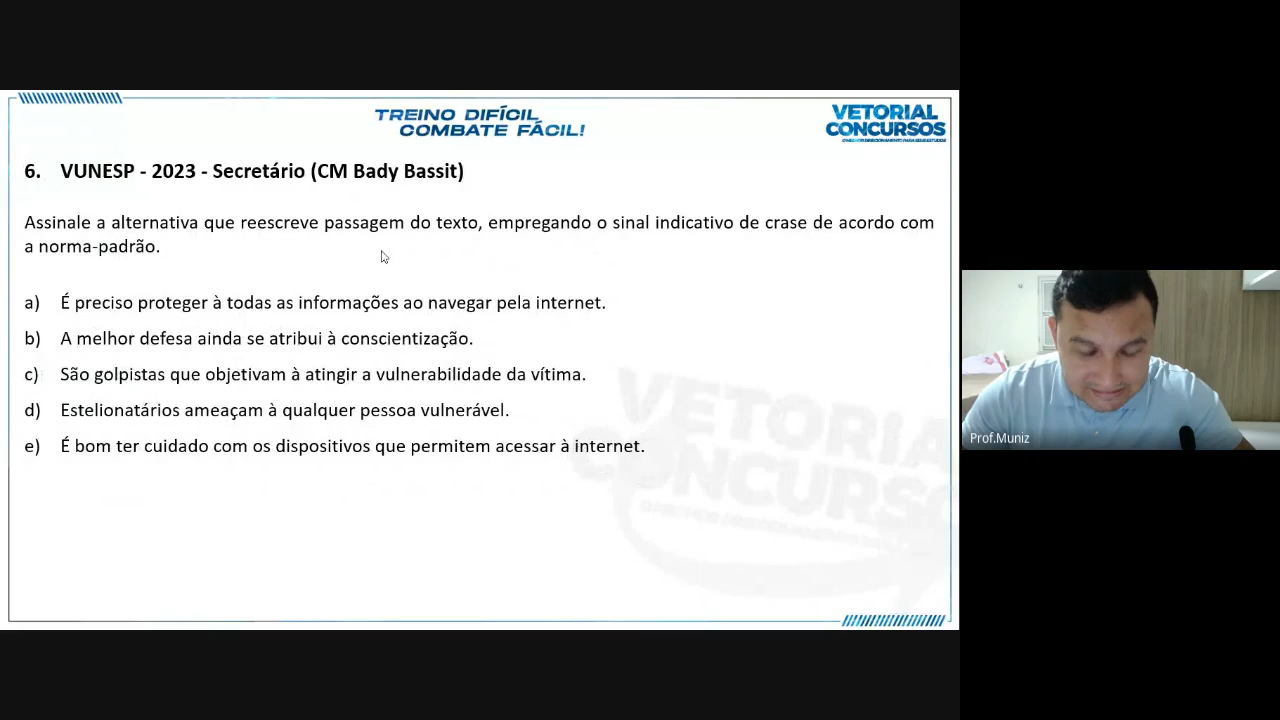 TREINO DIFÍCIL
COMBATE FÁCIL!
VETORIAL
CONCURSOS
6. VUNESP - 2023 - Secretário (CM Bady Bassit)
Assinale a alternativa que reescreve passagem do texto, empregando o sinal indicativo de crase de acordo com
a norma-padrão.
a) É preciso proteger à todas as informações ao navegar pela internet.
b) A melhor defesa ainda se atribui à conscientização.
c) São golpistas que objetivam à atingir a vulnerabilidade da vítima.
d) Estelionatários ameaçam à qualquer pessoa vulnerável.
e) É bom ter cuidado com os dispositivos que permitem acessar à internet.
VETORIAL
CONCURSOS
Prof.Muniz